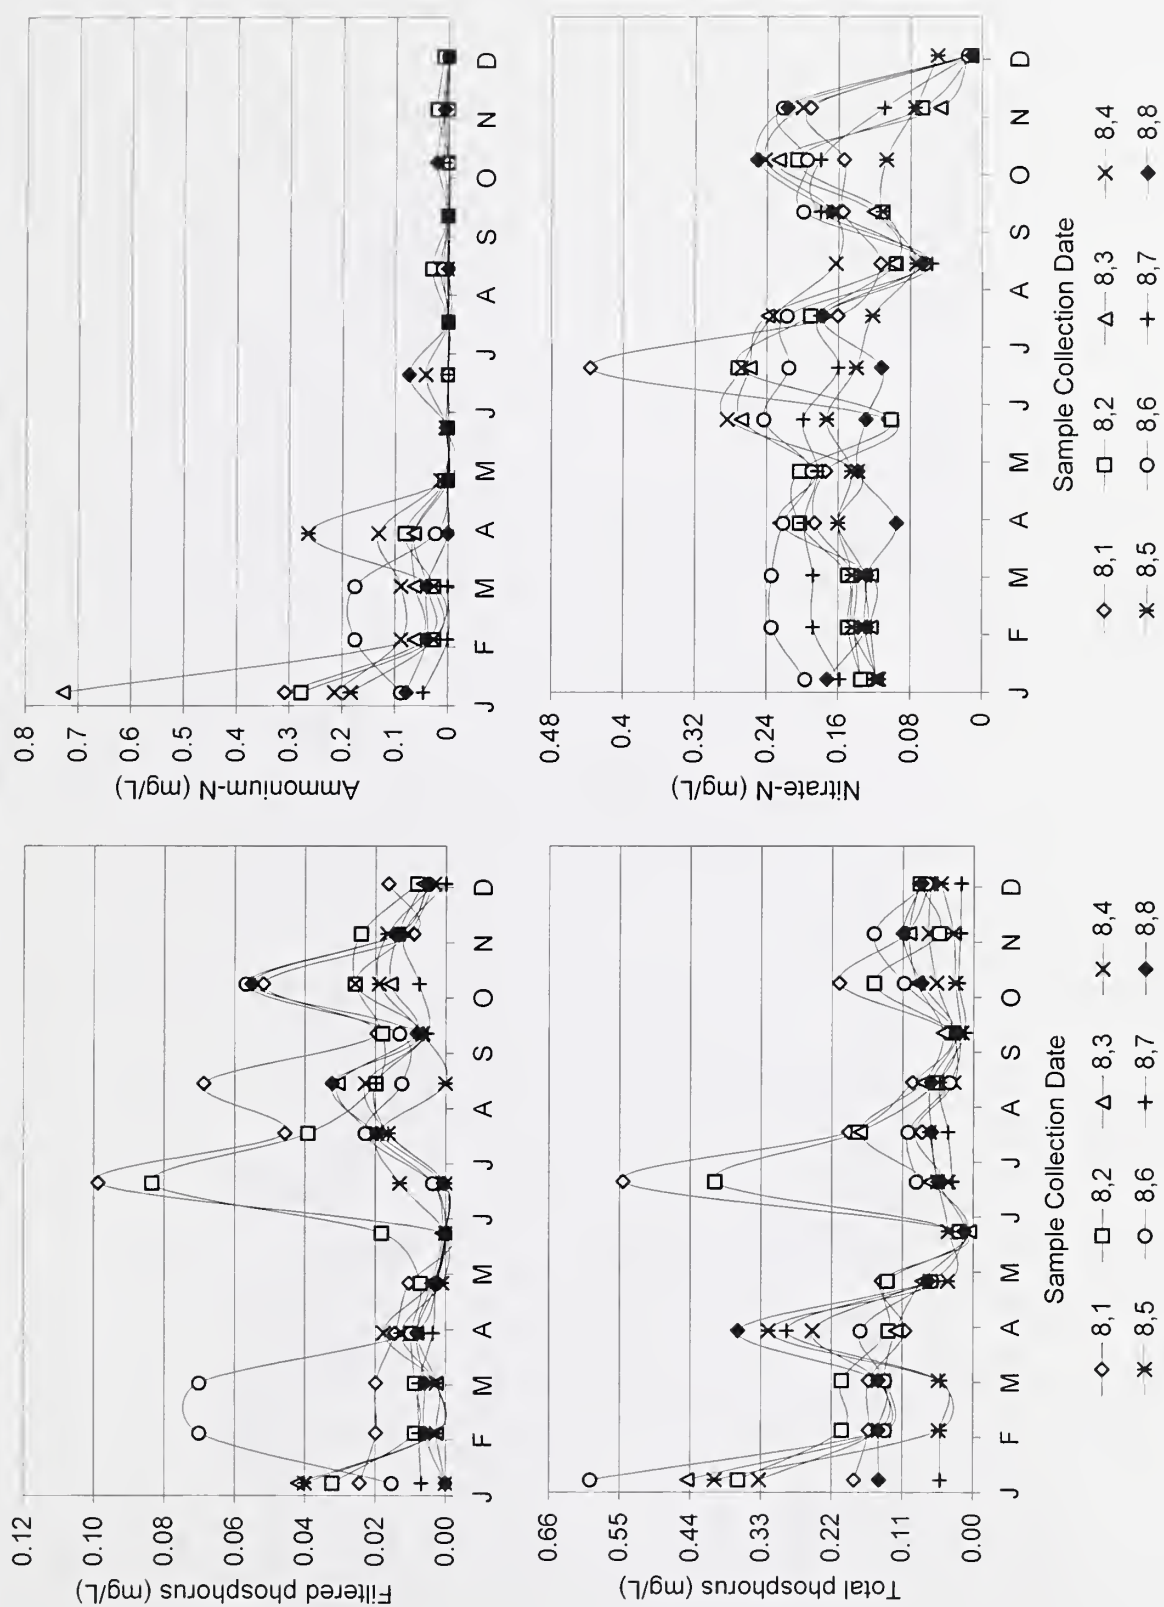 0.12
0.10
0.08
0.06
0.04
0.02
0.00
Filtered phosphorus (mg/L)
J F M A M J J A S O N D
0.8
0.7
0.6
0.5
0.4
0.3
0.2
0.1
0
Ammonium-N (mg/L)
J F M A M J J A S O N D
0.66
0.55
0.44
0.33
0.22
0.11
0.00
Total phosphorus (mg/L)
J F M A M J J A S O N D
Sample Collection Date
8,1 8,2 8,3 8,4
8,5 8,6 8,7 8,8
0.48
0.4
0.32
0.24
0.16
0.08
0
Nitrate-N (mg/L)
J F M A M J J A S O N D
Sample Collection Date
8,1 8,2 8,3 8,4
8,5 8,6 8,7 8,8